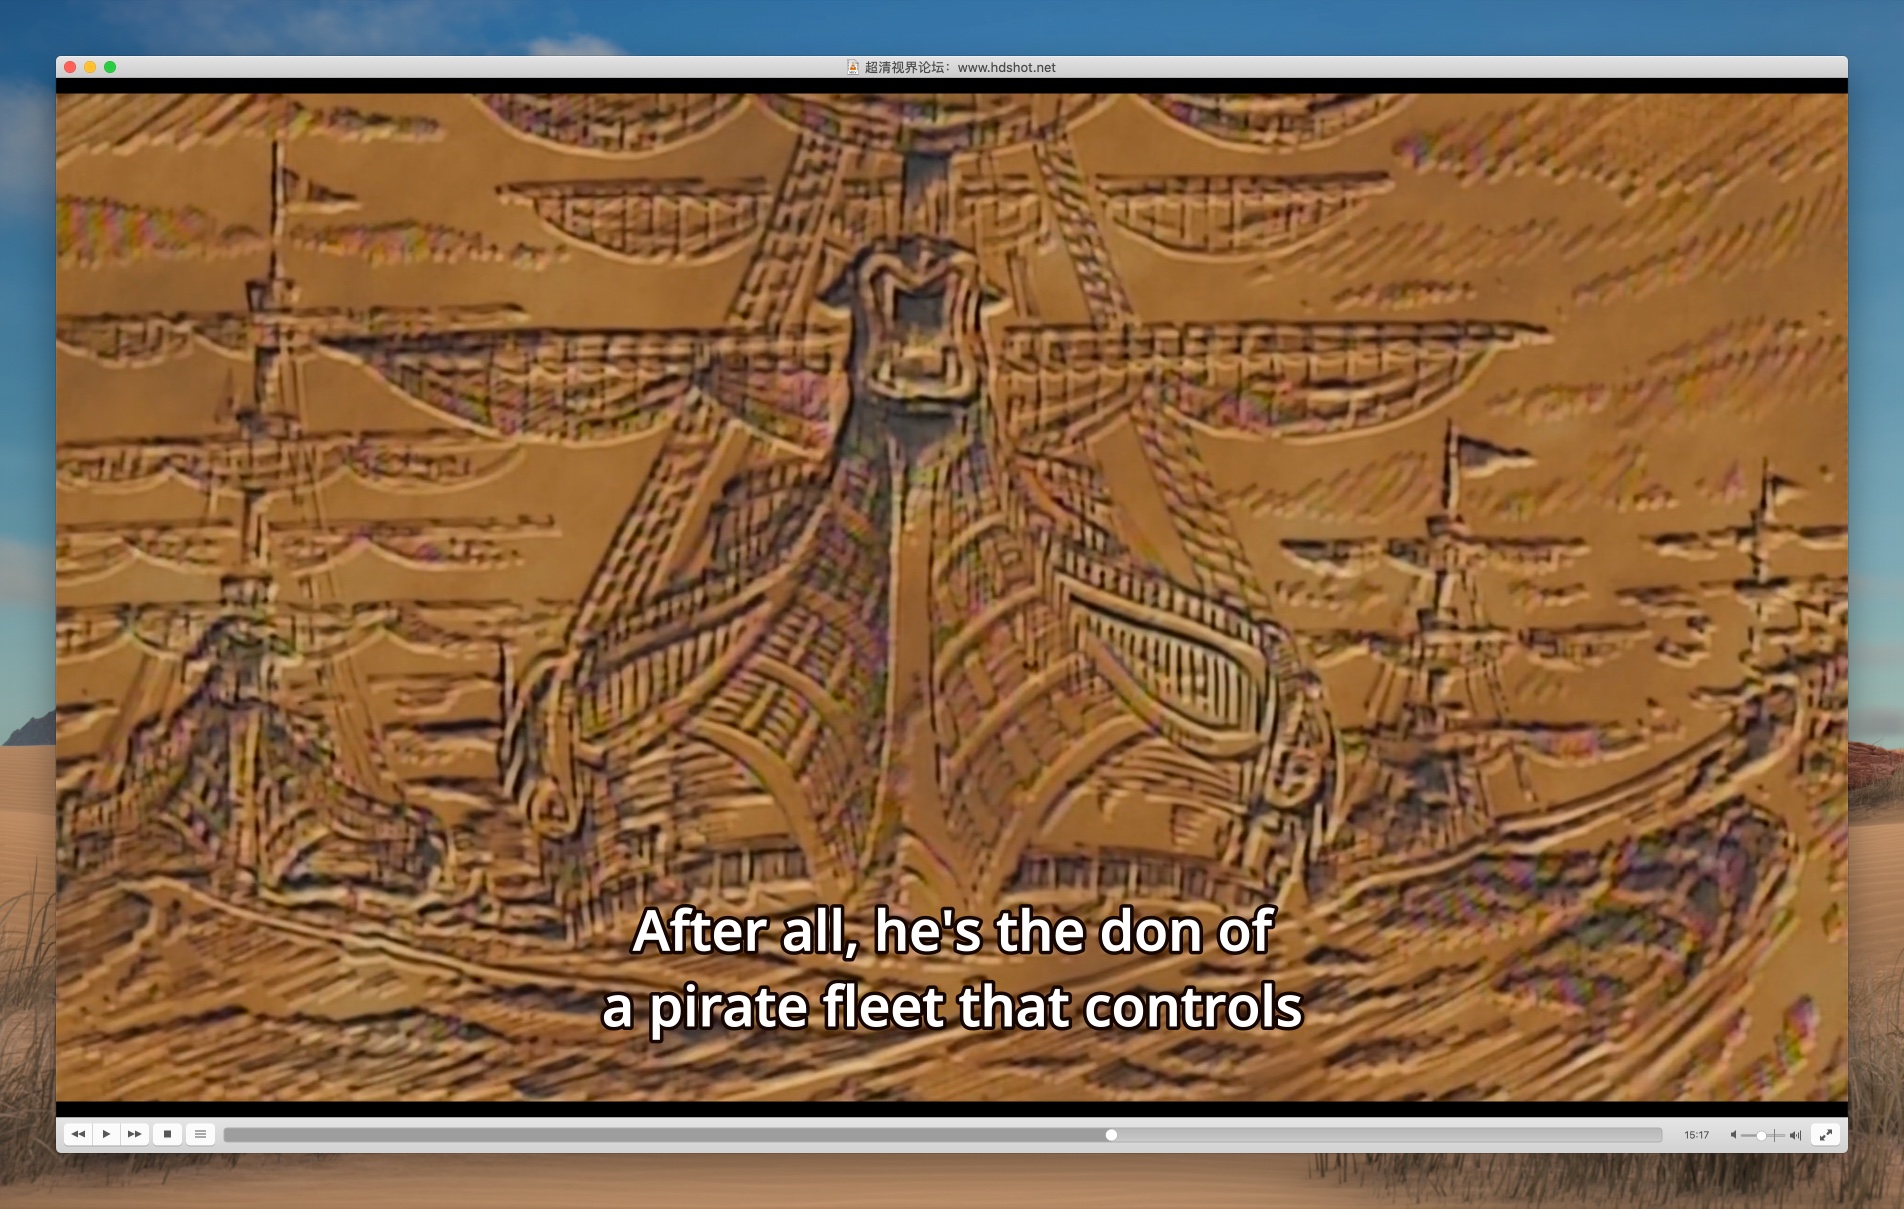 超清视界论坛：www.hdshot.net
After all, he's the don of
a pirate fleet that controls
15:17